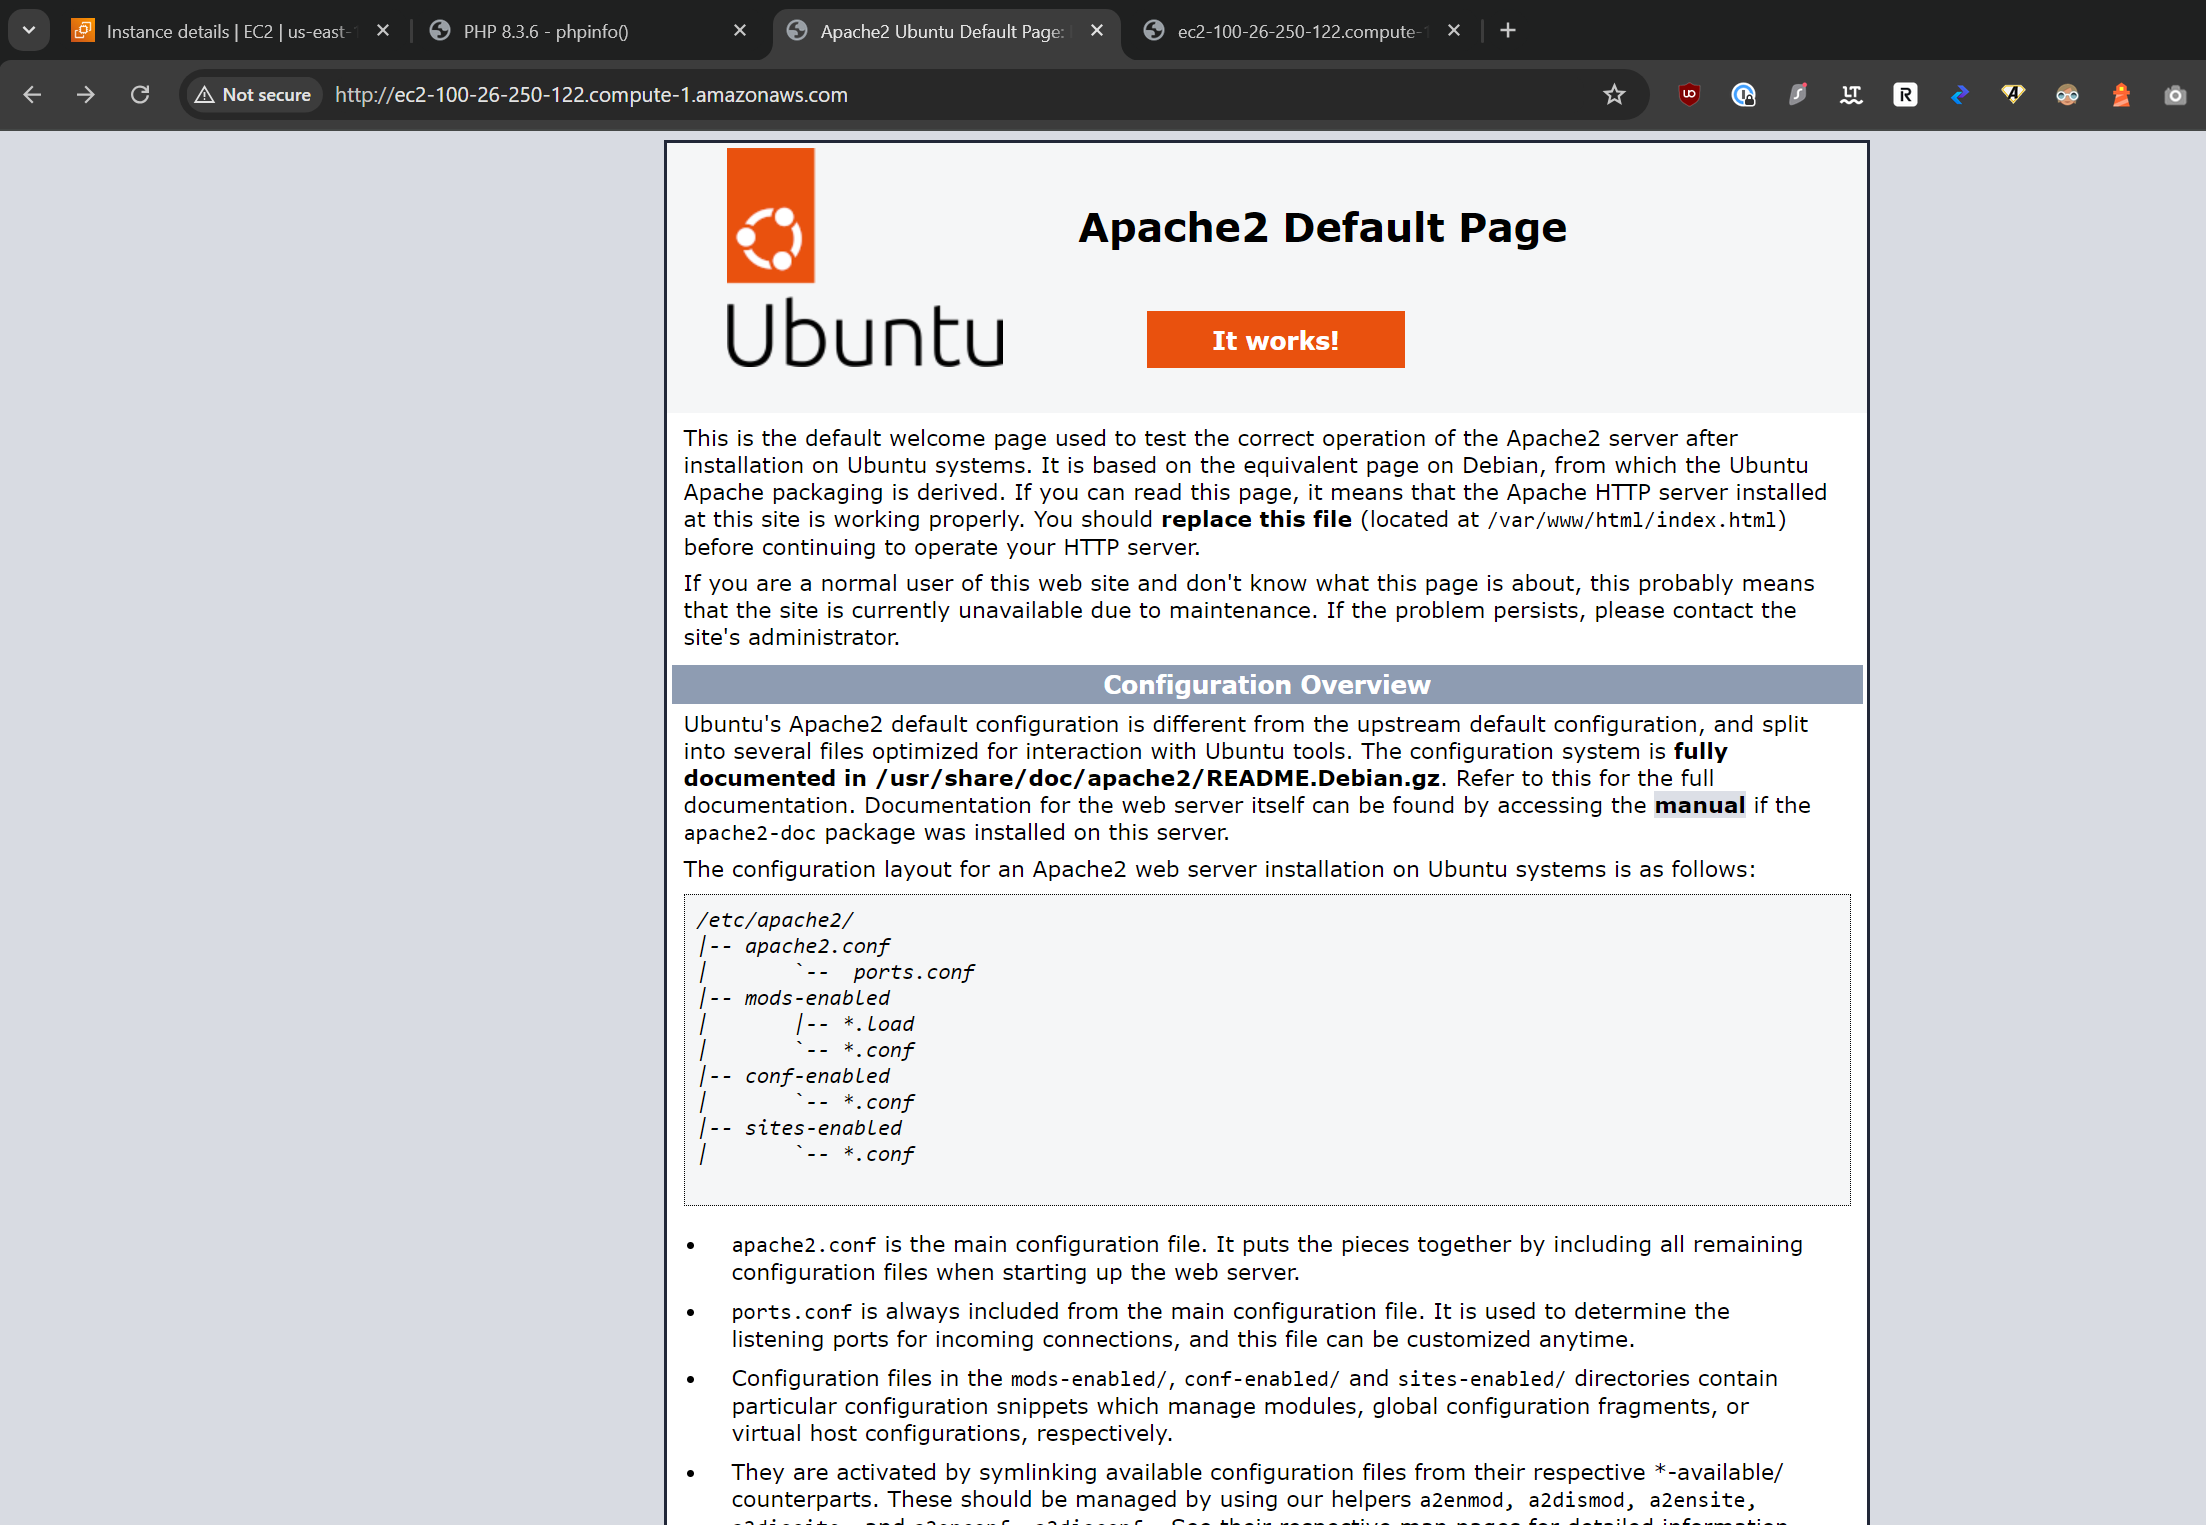 Instance details | EC2 | us-east-1
PHP 8.3.6 - phpinfo()
Apache2 Ubuntu Default Page:
ec2-100-26-250-122.compute-1
Not secure
http://ec2-100-26-250-122.compute-1.amazonaws.com
Apache2 Default Page
Ubuntu
It works!
This is the default welcome page used to test the correct operation of the Apache2 server after
installation on Ubuntu systems. It is based on the equivalent page on Debian, from which the Ubuntu
Apache packaging is derived. If you can read this page, it means that the Apache HTTP server installed
at this site is working properly. You should replace this file (located at /var/www/html/index.html)
before continuing to operate your HTTP server.
If you are a normal user of this web site and don't know what this page is about, this probably means
that the site is currently unavailable due to maintenance. If the problem persists, please contact the
site's administrator.
Configuration Overview
Ubuntu's Apache2 default configuration is different from the upstream default configuration, and split
into several files optimized for interaction with Ubuntu tools. The configuration system is fully
documented in /usr/share/doc/apache2/README.Debian.gz. Refer to this for the full
documentation. Documentation for the web server itself can be found by accessing the manual if the
apache2-doc package was installed on this server.
The configuration layout for an Apache2 web server installation on Ubuntu systems is as follows:
/etc/apache2/
|-- apache2.conf
|       `--  ports.conf
|-- mods-enabled
|       |-- *.load
|       `-- *.conf
|-- conf-enabled
|       `-- *.conf
|-- sites-enabled
|       `-- *.conf
• apache2.conf is the main configuration file. It puts the pieces together by including all remaining
configuration files when starting up the web server.
• ports.conf is always included from the main configuration file. It is used to determine the
listening ports for incoming connections, and this file can be customized anytime.
• Configuration files in the mods-enabled/, conf-enabled/ and sites-enabled/ directories contain
particular configuration snippets which manage modules, global configuration fragments, or
virtual host configurations, respectively.
• They are activated by symlinking available configuration files from their respective *-available/
counterparts. These should be managed by using our helpers a2enmod, a2dismod, a2ensite,